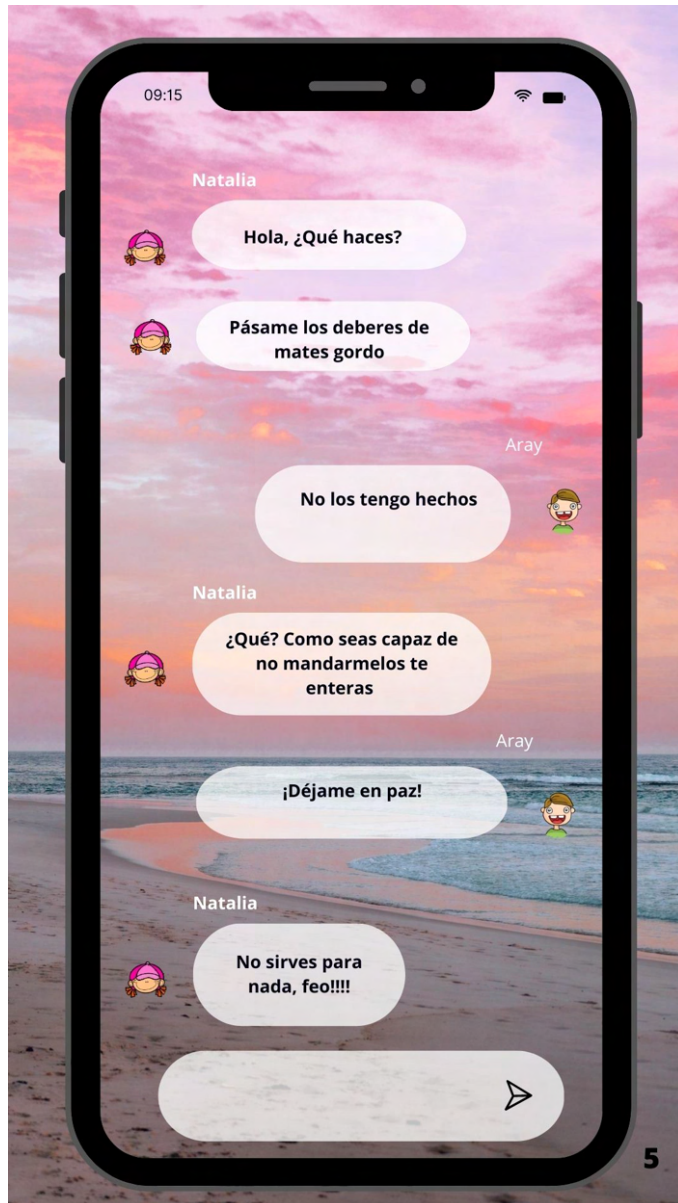 09:15
Natalia
Hola, ¿Qué haces?
Pásame los deberes de
mates gordo
Aray
No los tengo hechos
Natalia
¿Qué? Como seas capaz de
no mandarmelos te
enteras
Aray
¡Déjame en paz!
Natalia
No sirves para
nada, feo!!!!
5